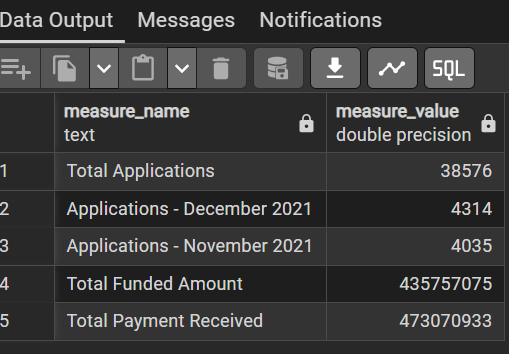 Data Output Messages Notifications
SQL
measure_name measure_value
text double precision
1 Total Applications 38576
2 Applications - December 2021 4314
3 Applications - November 2021 4035
4 Total Funded Amount 435757075
5 Total Payment Received 473070933